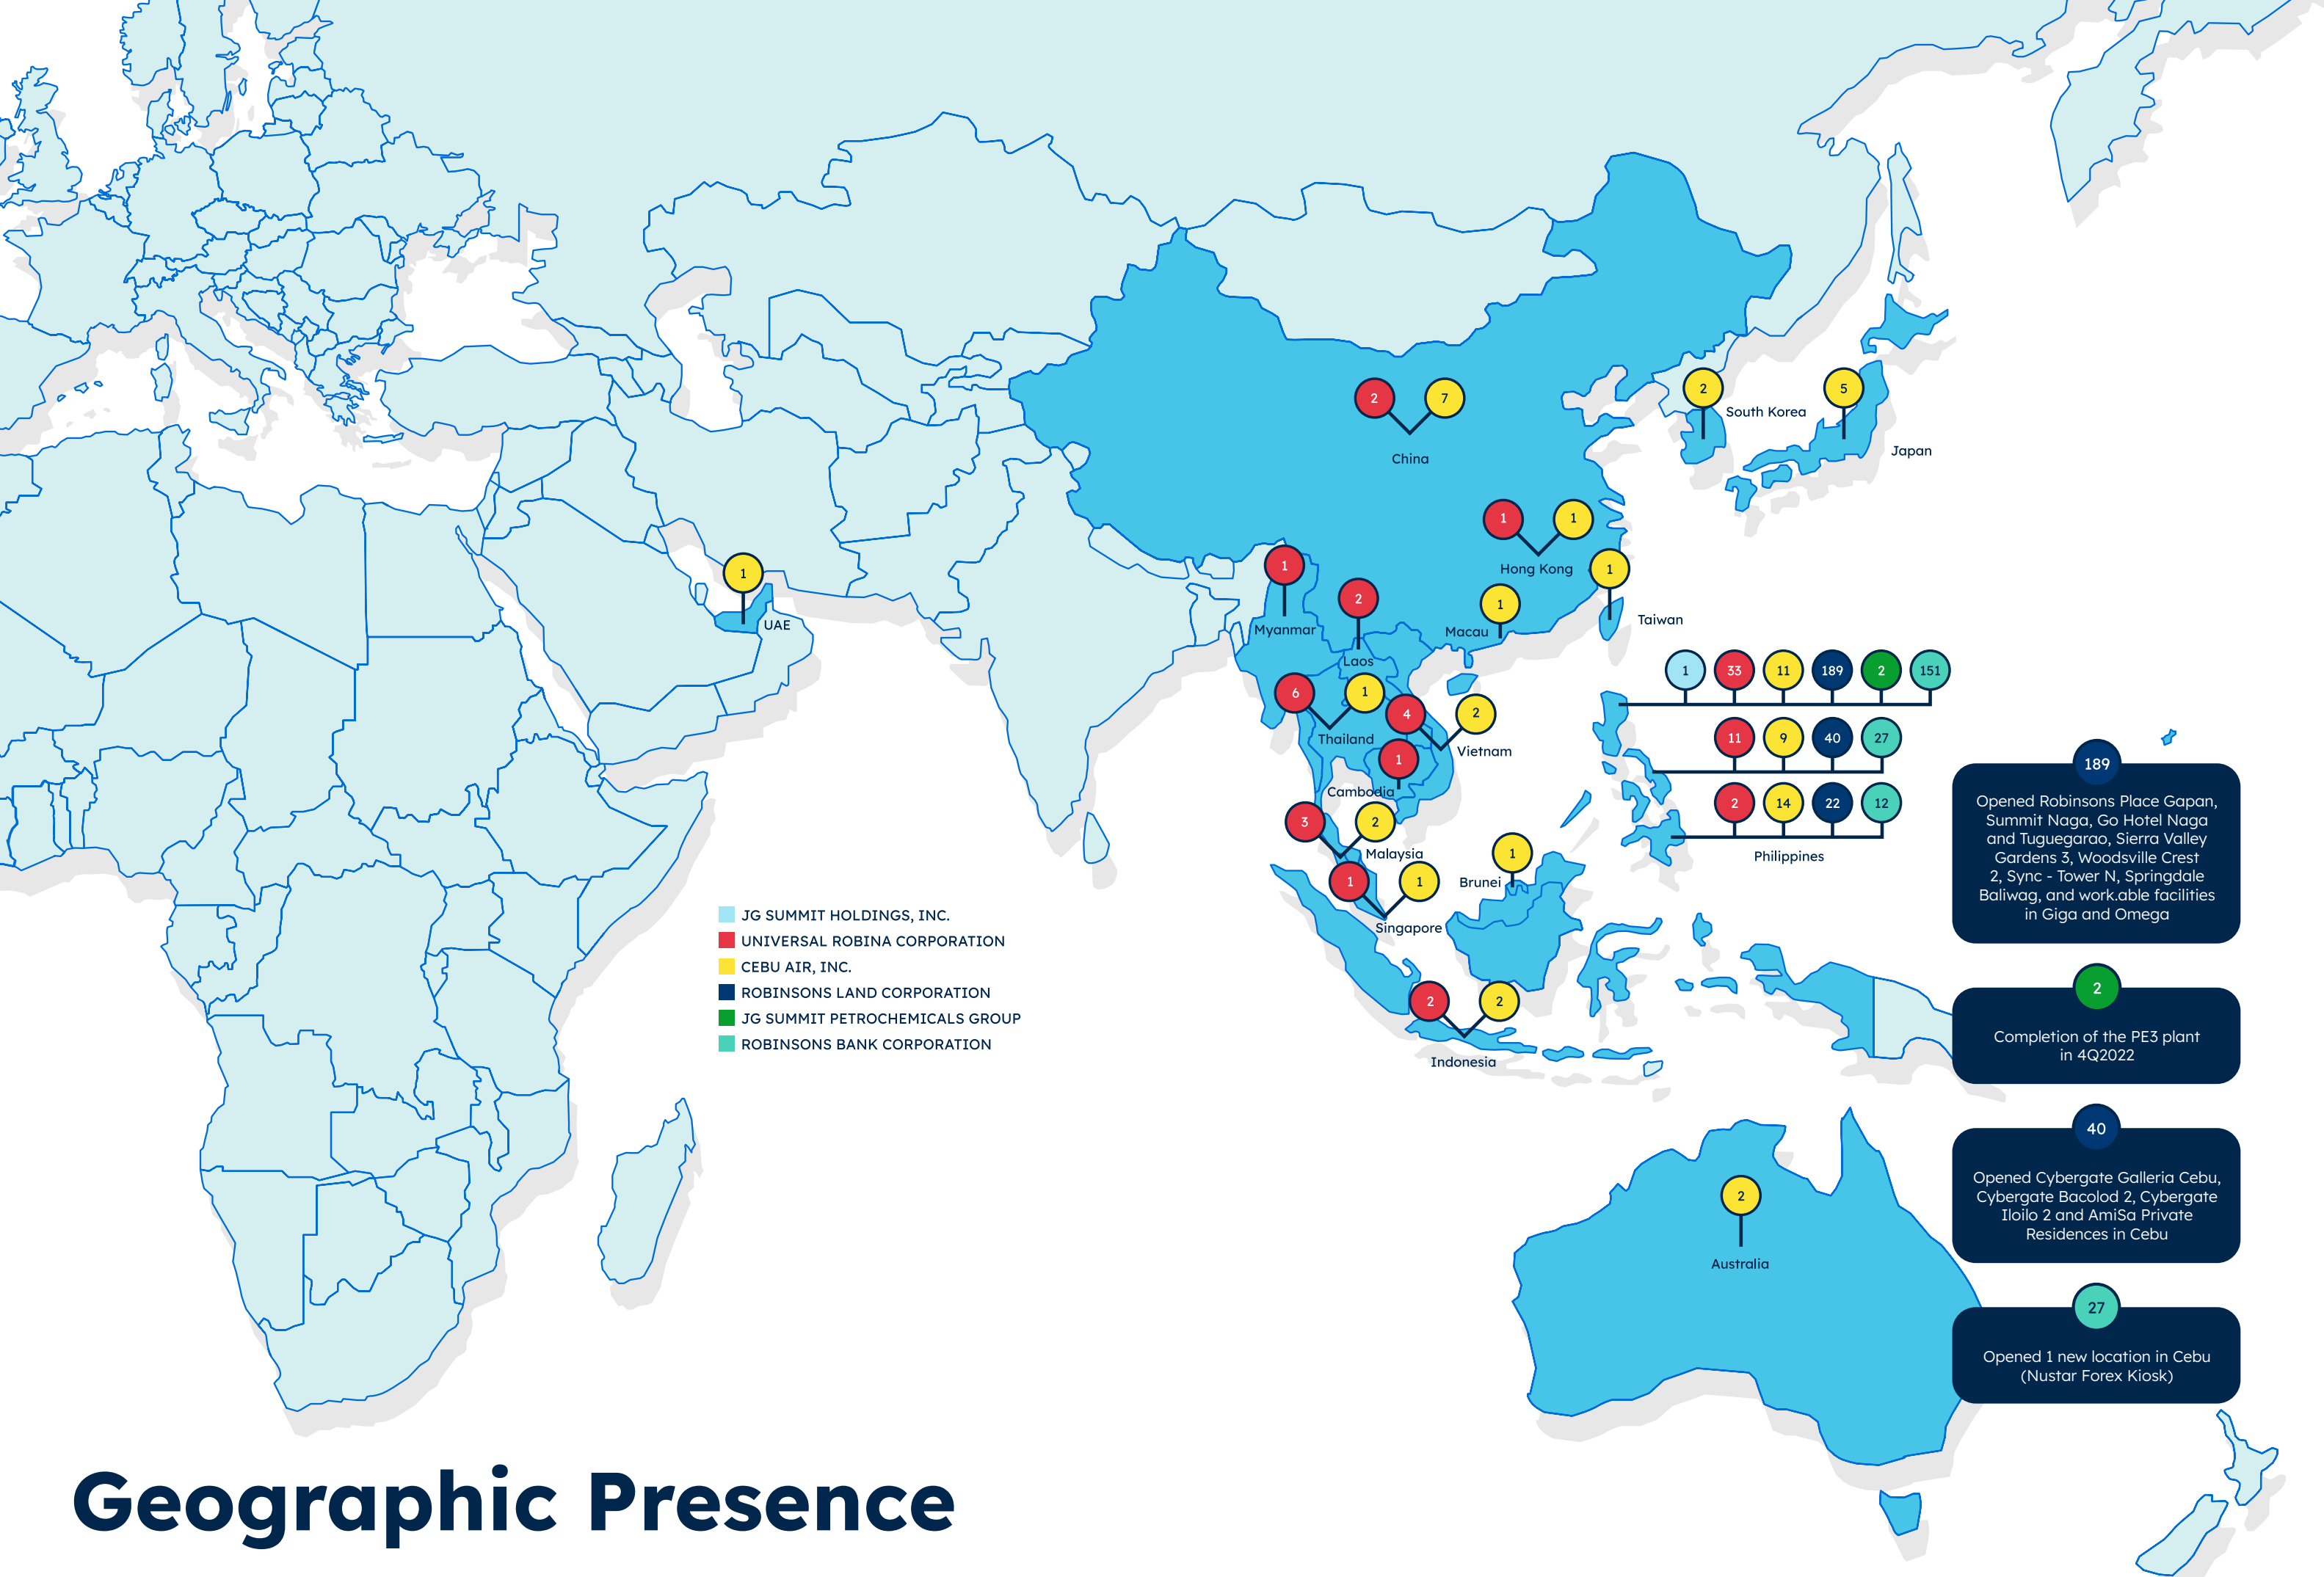 2
5
South Korea
Japan
2
7
China
1
1
Hong Kong
1
Taiwan
1
UAE
1
Myanmar
2
Laos
1
Macau
1
33
11
189
2
151
6
1
Thailand
4
2
Vietnam
11
9
40
27
1
Cambodia
2
14
22
12
Philippines
3
2
Malaysia
1
Brunei
1
1
Singapore
2
2
Indonesia
2
Australia
JG SUMMIT HOLDINGS, INC.
UNIVERSAL ROBINA CORPORATION
CEBU AIR, INC.
ROBINSONS LAND CORPORATION
JG SUMMIT PETROCHEMICALS GROUP
ROBINSONS BANK CORPORATION
189
Opened Robinsons Place Gapan,
Summit Naga, Go Hotel Naga
and Tuguegarao, Sierra Valley
Gardens 3, Woodsville Crest
2, Sync - Tower N, Springdale
Baliwag, and work.able facilities
in Giga and Omega
2
Completion of the PE3 plant
in 4Q2022
40
Opened Cybergate Galleria Cebu,
Cybergate Bacolod 2, Cybergate
Iloilo 2 and AmiSa Private
Residences in Cebu
27
Opened 1 new location in Cebu
(Nustar Forex Kiosk)
Geographic Presence